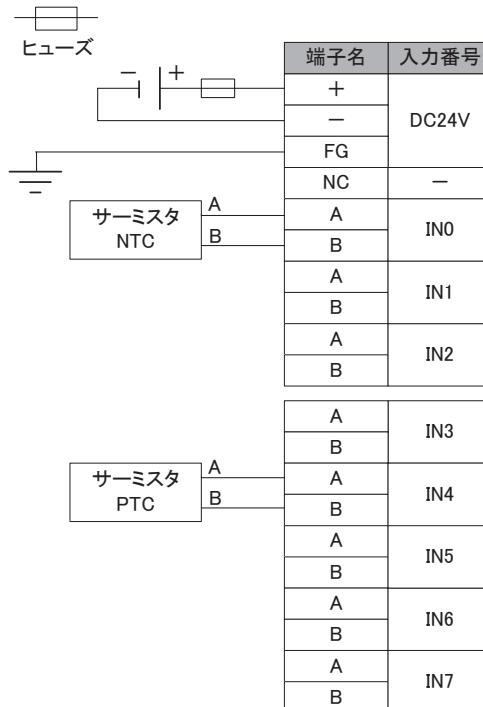 ヒューズ
端子名 入力番号
− +
+ DC24V
−
FG
NC −
サーミスタ NTC A B
A IN0
B
A IN1
B
A IN2
B
A IN3
B
サーミスタ PTC A B
A IN4
B
A IN5
B
A IN6
B
A IN7
B